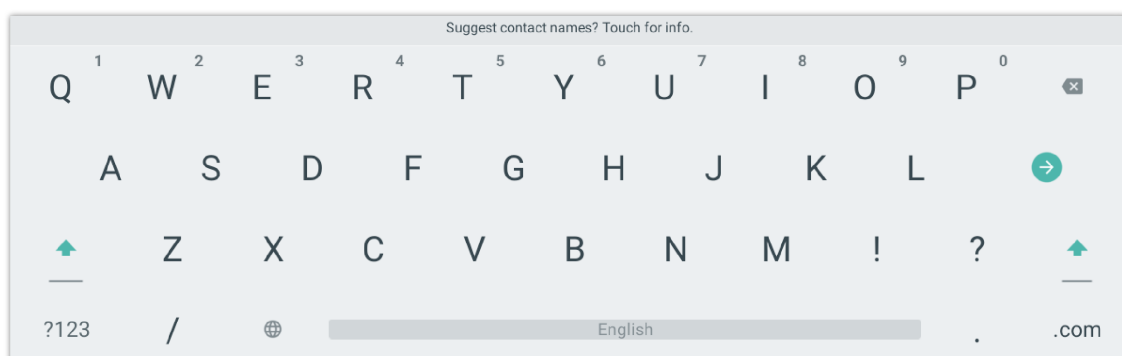 Suggest contact names? Touch for info.
1 2 3 4 5 6 7 8 9 0
Q W E R T Y U I O P
A S D F G H J K L
Z X C V B N M ! ?
?123 / English . .com